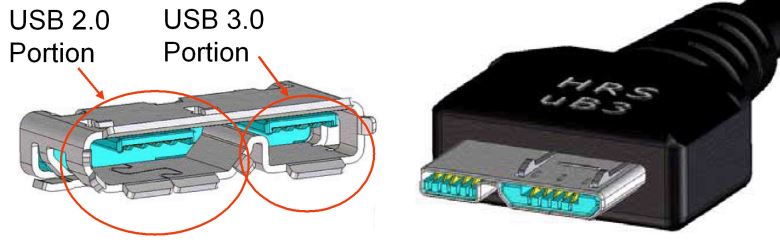 USB 2.0
Portion
USB 3.0
Portion
HRS
uB3